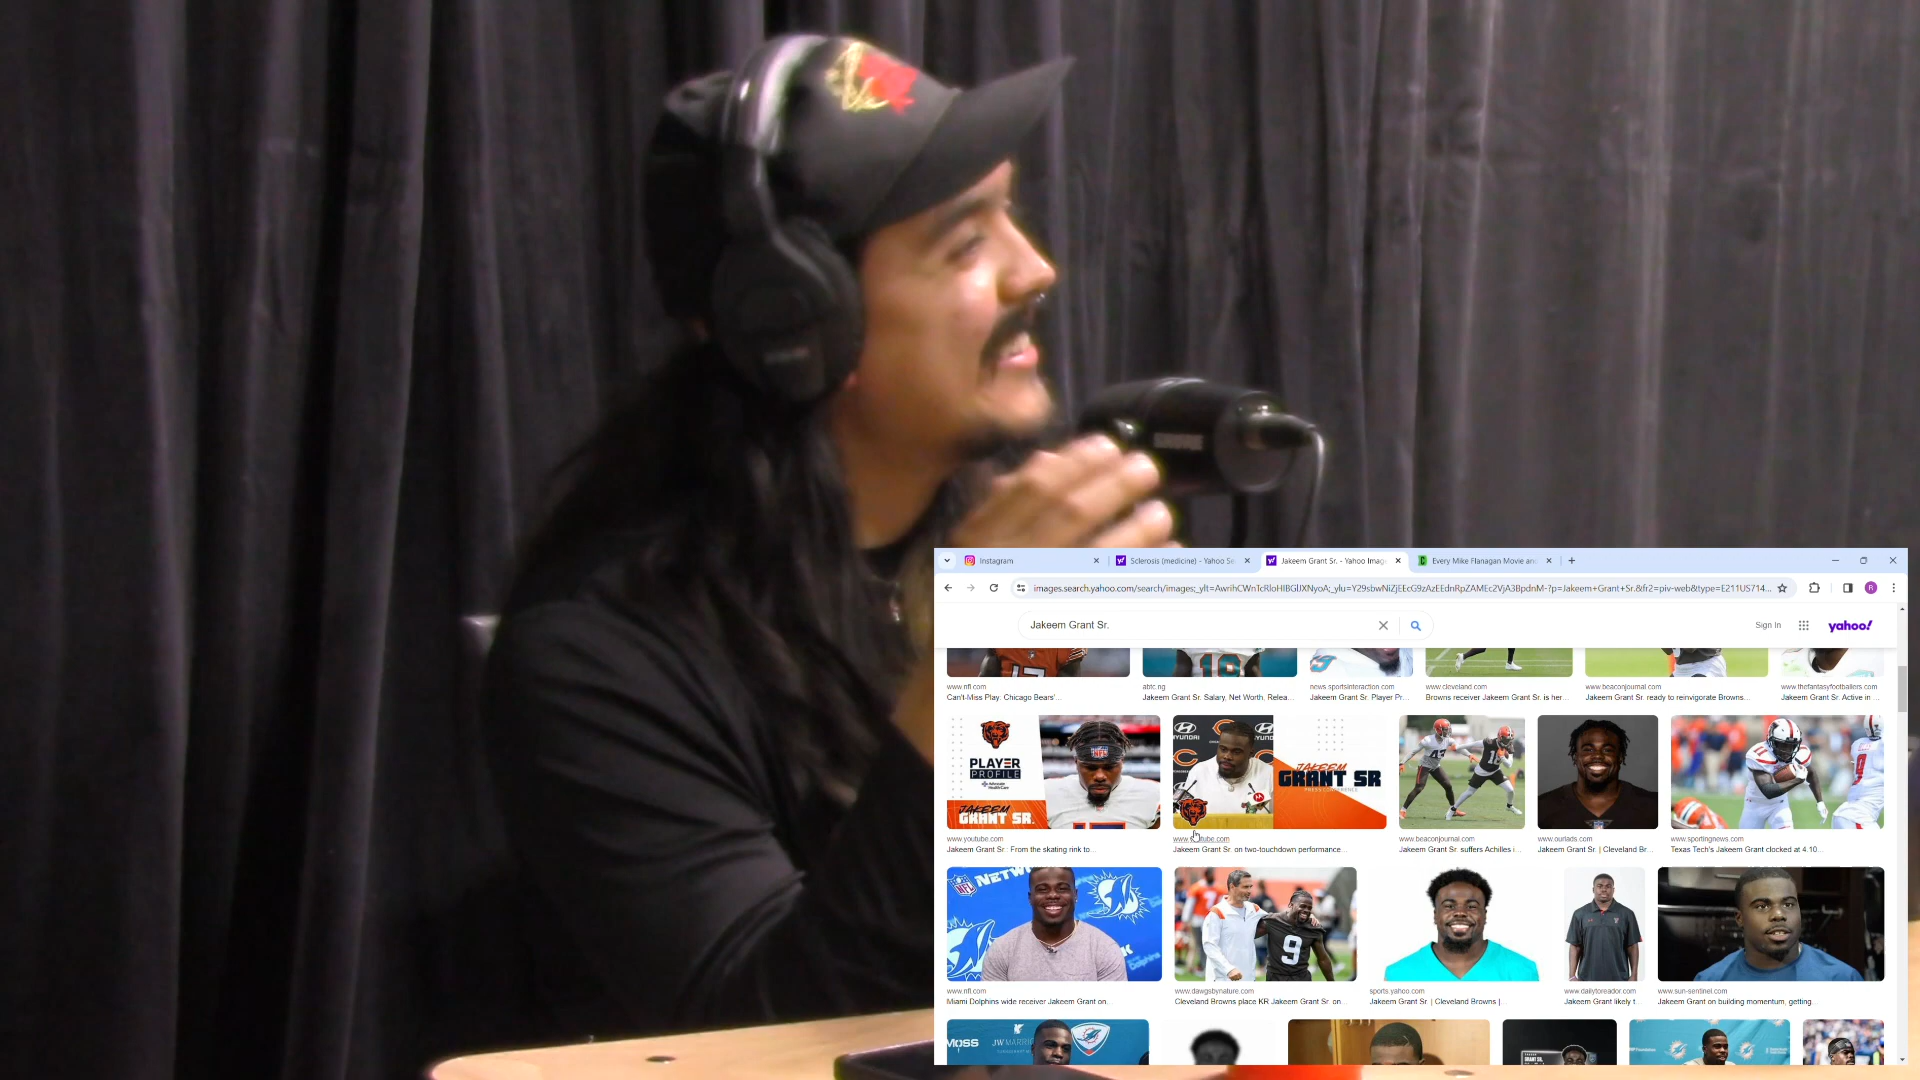 Instagram
Sclerosis (medicine) - Yahoo Se
Jakeem Grant Sr. - Yahoo Imag
Every Mike Flanagan Movie an
Jakeem Grant Sr.
Sign In
yahoo!
www.nfl.com
Can't-Miss Play: Chicago Bears'...
abtc.ng
Jakeem Grant Sr. Salary, Net Worth, Relea...
news.sportsinteraction.com
Jakeem Grant Sr. Player Pr...
www.cleveland.com
Browns receiver Jakeem Grant Sr. is her...
www.beaconjournal.com
Jakeem Grant Sr. ready to reinvigorate Browns...
www.thefantasyfootballers.com
Jakeem Grant Sr. Active in ...
PLAYER
PROFILE
JAKEEM
GRANT SR.
NFL
HYUNDAI
JAKEEM
GRANT SR
PRESS CONFERENCE
www.youtube.com
Jakeem Grant Sr.: From the skating rink to...
Jakeem Grant Sr. on two-touchdown performance...
www.beaconjournal.com
Jakeem Grant Sr. suffers Achilles i...
www.ourlads.com
Jakeem Grant Sr. | Cleveland Br...
www.sportingnews.com
Texas Tech's Jakeem Grant clocked at 4.10...
NFL NETW
9
www.nfl.com
Miami Dolphins wide receiver Jakeem Grant on...
www.dawgsbynature.com
Cleveland Browns place KR Jakeem Grant Sr. on...
sports.yahoo.com
Jakeem Grant Sr. | Cleveland Browns |...
www.dailytoreador.com
Jakeem Grant likely t...
www.sun-sentinel.com
Jakeem Grant on building momentum, getting...
JW MARRI